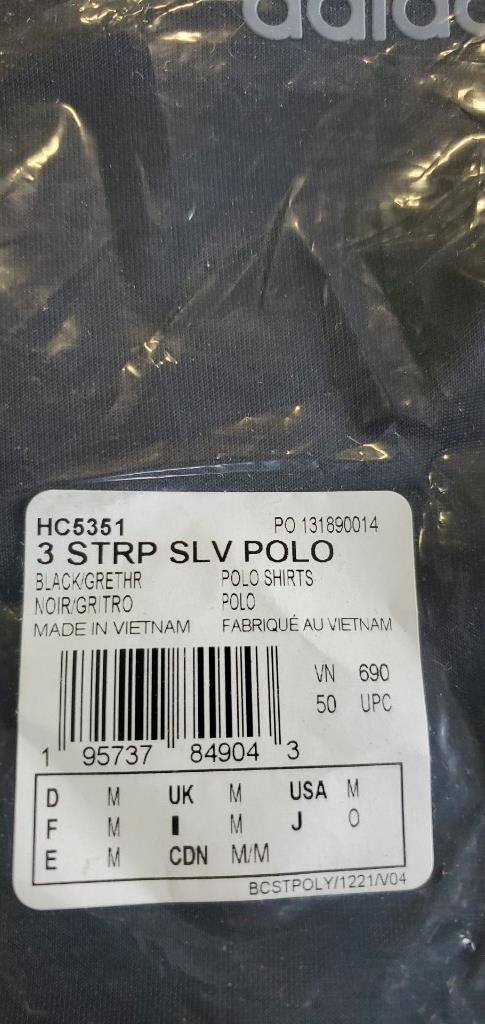 adidas
HC5351 PO 131890014
3 STRP SLV POLO
BLACK/GRETHR POLO SHIRTS
NOIR/GRITRO POLO
MADE IN VIETNAM FABRIQUÉ AU VIETNAM
VN 690
50 UPC
1 95737 84904 3
D M UK M USA M
F M I M J O
E M CDN M/M
BCSTPOLY/1221/V04